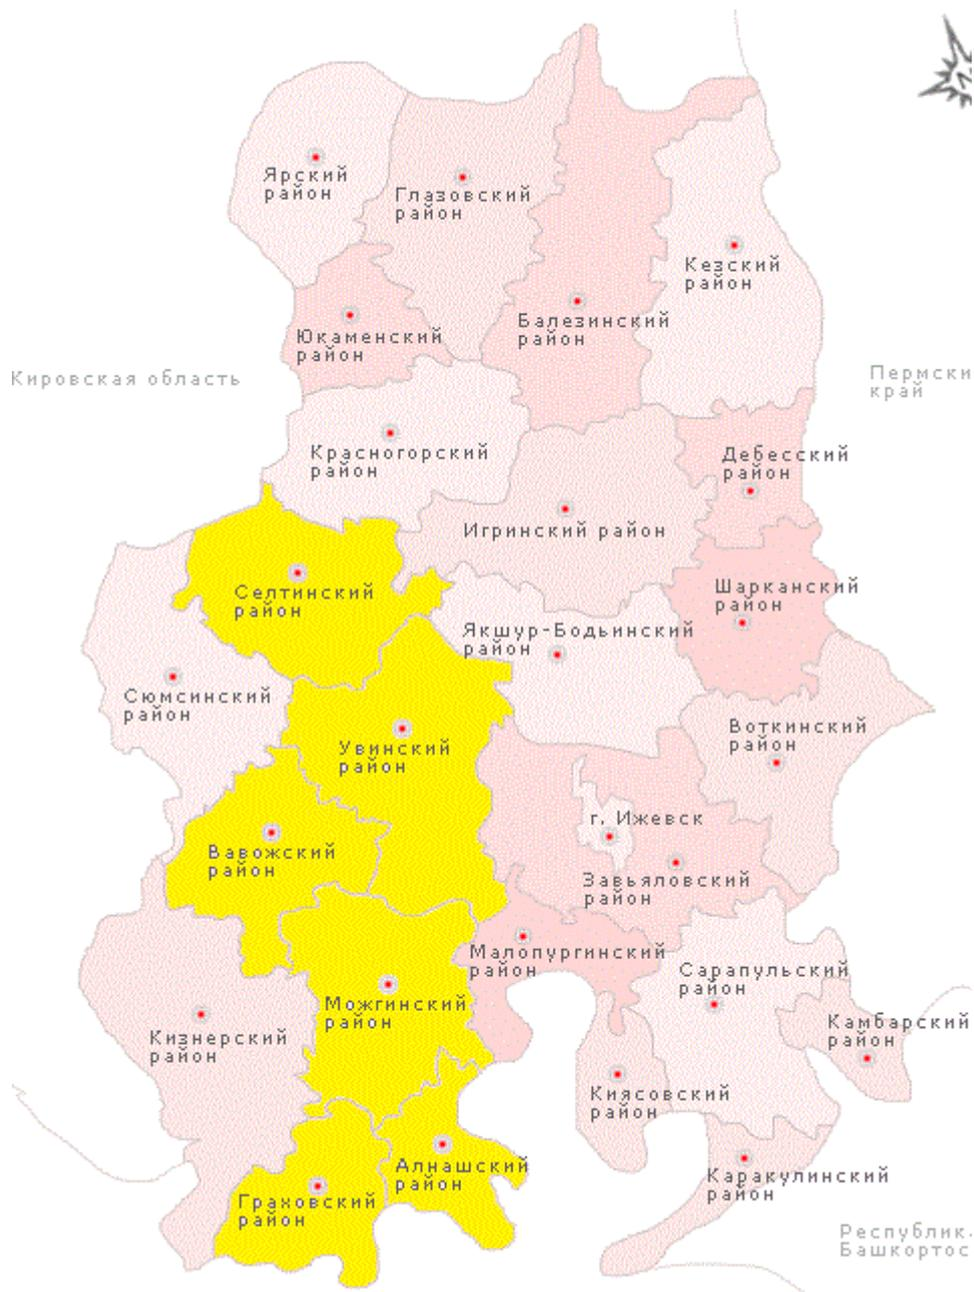 Ярский
район
Глазовский
район
Кезский
район
Юкаменский
район
Балезинский
район
Кировская область
Пермски
край
Красногорский
район
Дебесский
район
Игринский район
Селтинский
район
Шарканский
район
Якшур-Бодьинский
район
Сюмсинский
район
Увинский
район
Воткинский
район
г. Ижевск
Вавожский
район
Завьяловский
район
Малопургинский
район
Сарапульский
район
Можгинский
район
Камбарский
район
Кизнерский
район
Киясовский
район
Алнашский
район
Каракулинский
район
Граховский
район
Республик
Башкортос